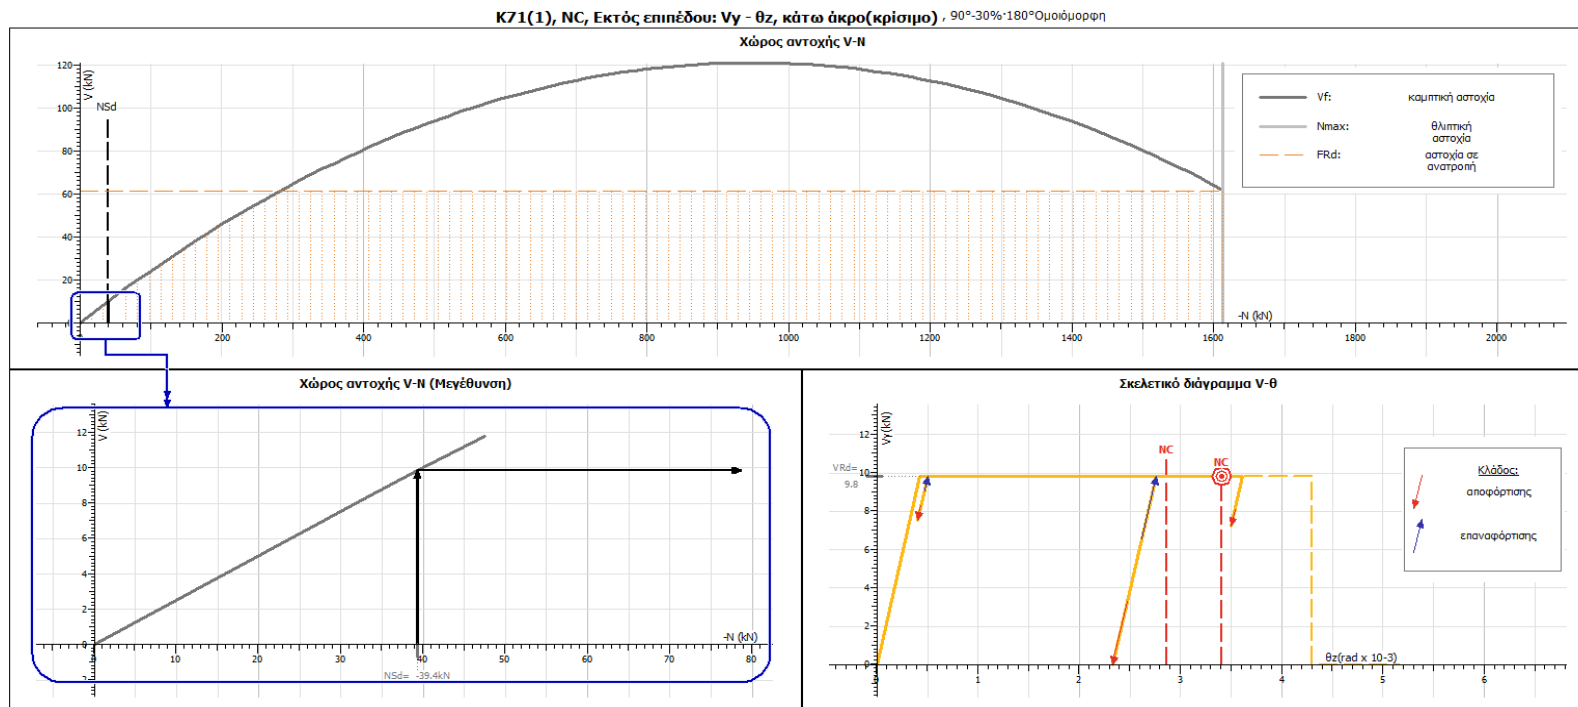 K71(1), NC, Εκτός επιπέδου: Vy - θz, κάτω άκρο(κρίσιμο) , 90°-30%·180°Ομοιόμορφη
Χώρος αντοχής V-N
V (kN)
120
100
80
60
40
20
0
NSd
200
400
600
800
1000
1200
1400
1600
1800
2000
-N (kN)
Vf: καμπτική αστοχία
Nmax: θλιπτική
αστοχία
FRd: αστοχία σε
ανατροπή
Χώρος αντοχής V-N (Μεγέθυνση)
V (kN)
12
10
8
6
4
2
0
-2
0
10
20
30
40
50
60
70
80
-N (kN)
NSd= -39.4kN
Σκελετικό διάγραμμα V-θ
Vy(kN)
12
10
8
6
4
2
0
VRd=
9.8
NC
NC
0
1
2
3
4
5
6
θz(rad x 10-3)
Κλάδος:
αποφόρτισης
επαναφόρτισης